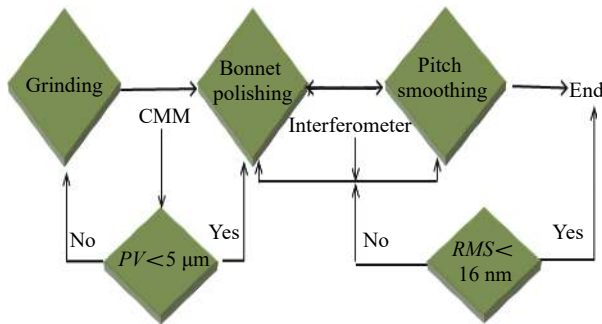 Grinding
Bonnet
polishing
Pitch
smoothing
End
CMM
Interferometer
No
Yes
PV<5 μm
No
Yes
RMS<
16 nm